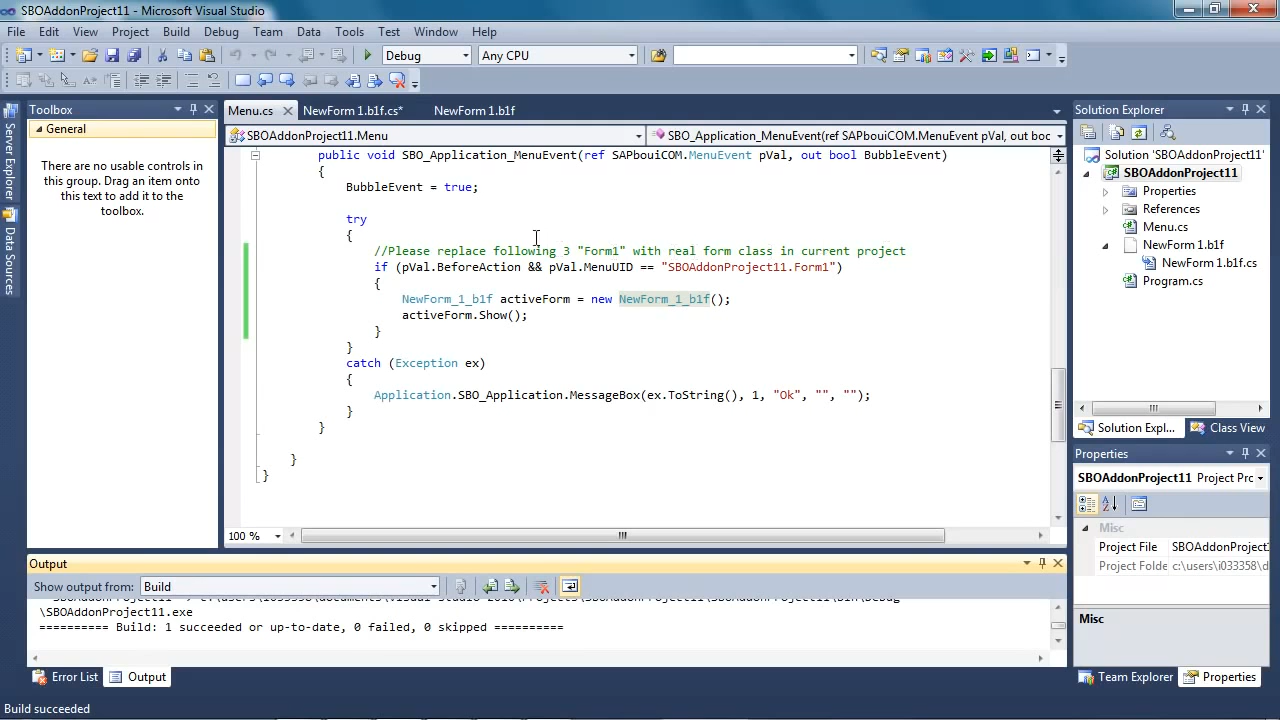 SBOAddonProject11 - Microsoft Visual Studio
File Edit View Project Build Debug Team Data Tools Test Window Help
Debug Any CPU
Toolbox
General
There are no usable controls in
this group. Drag an item onto
this text to add it to the
toolbox.
Server Explorer
Data Sources
Menu.cs NewForm 1.b1f.cs* NewForm 1.b1f
SBOAddonProject11.Menu SBO_Application_MenuEvent(ref SAPbouiCOM.MenuEvent pVal, out boc
public void SBO_Application_MenuEvent(ref SAPbouiCOM.MenuEvent pVal, out bool BubbleEvent)
{
BubbleEvent = true;
try
{
//Please replace following 3 "Form1" with real form class in current project
if (pVal.BeforeAction && pVal.MenuUID == "SBOAddonProject11.Form1")
{
NewForm_1_b1f activeForm = new NewForm_1_b1f();
activeForm.Show();
}
}
catch (Exception ex)
{
Application.SBO_Application.MessageBox(ex.ToString(), 1, "Ok", "", "");
}
}
}
}
100 %
Solution Explorer
Solution 'SBOAddonProject11'
SBOAddonProject11
Properties
References
Menu.cs
NewForm 1.b1f
NewForm 1.b1f.cs
Program.cs
Solution Expl... Class View
Properties
SBOAddonProject11 Project Prc
Misc
Project File SBOAddonProject1
Project Folde c:\users\i033358\d
Misc
Team Explorer Properties
Output
Show output from: Build
\SBOAddonProject11.exe
========== Build: 1 succeeded or up-to-date, 0 failed, 0 skipped ==========
Error List Output
Build succeeded